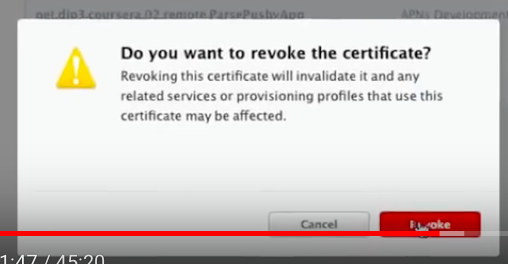 net.dip3.coursera.02.remote.ParsePushyApp APNs Development
Do you want to revoke the certificate?
Revoking this certificate will invalidate it and any
related services or provisioning profiles that use this
certificate may be affected.
Cancel Revoke
1:47 / 45:20